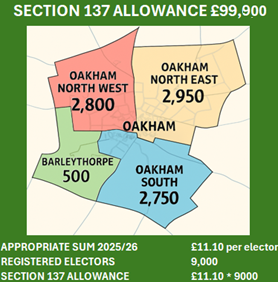 SECTION 137 ALLOWANCE £99,900
OAKHAM
NORTH WEST
2,800
OAKHAM
NORTH EAST
2,950
OAKHAM
BARLEYTHORPE
500
OAKHAM
SOUTH
2,750
APPROPRIATE SUM 2025/26 £11.10 per elector
REGISTERED ELECTORS 9,000
SECTION 137 ALLOWANCE £11.10 * 9000